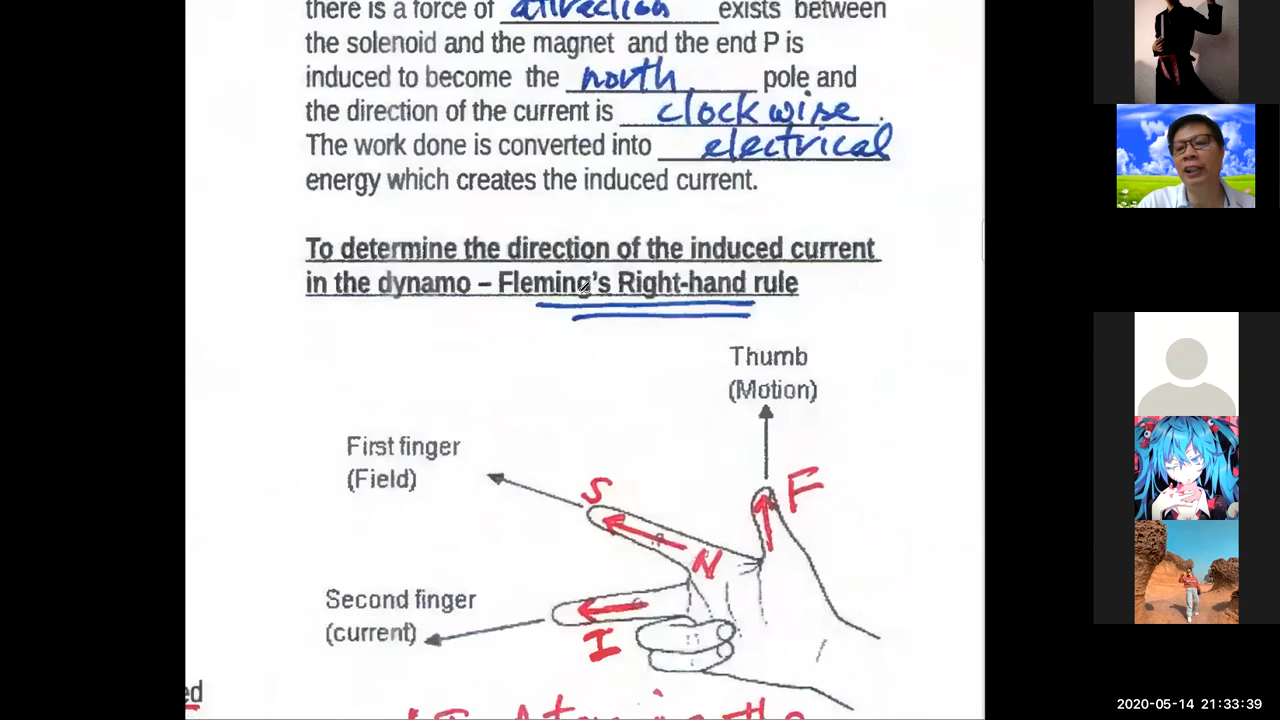 there is a force of attraction exists between
the solenoid and the magnet and the end P is
induced to become the north pole and
the direction of the current is clockwise.
The work done is converted into electrical
energy which creates the induced current.
To determine the direction of the induced current
in the dynamo – Fleming's Right-hand rule
Thumb
(Motion)
First finger
(Field)
S
F
N
Second finger
(current)
I
ed
2020-05-14 21:33:39